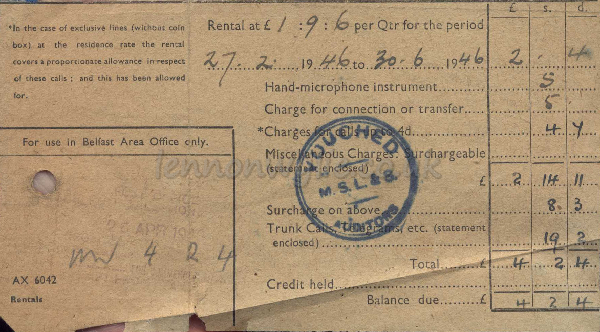 *In the case of exclusive lines (without coin
box) at the residence rate the rental
covers a proportionate allowance in respect
of these calls ; and this has been allowed
for.
For use in Belfast Area Office only.
AX 6042
Rentals
£ s. d.
Rental at £ 1 : 9 : 6 per Qtr for the period
27. 2. 1946 to 30. 6 1946 2 . 4
Hand-microphone instrument 5
Charge for connection or transfer 5
*Charges for calls up to 4d. 4 7
Miscellaneous Charges. Surchargeable
(statement enclosed)
£ 2 14 11
Surcharge on above 8. 3
Trunk Calls, telegrams, etc. (statement
enclosed) 19 2
Total £ 4 2 4
Credit held
Balance due £ 4 2 4
VOUCHED
M.S.L.& B.
AUDITORS